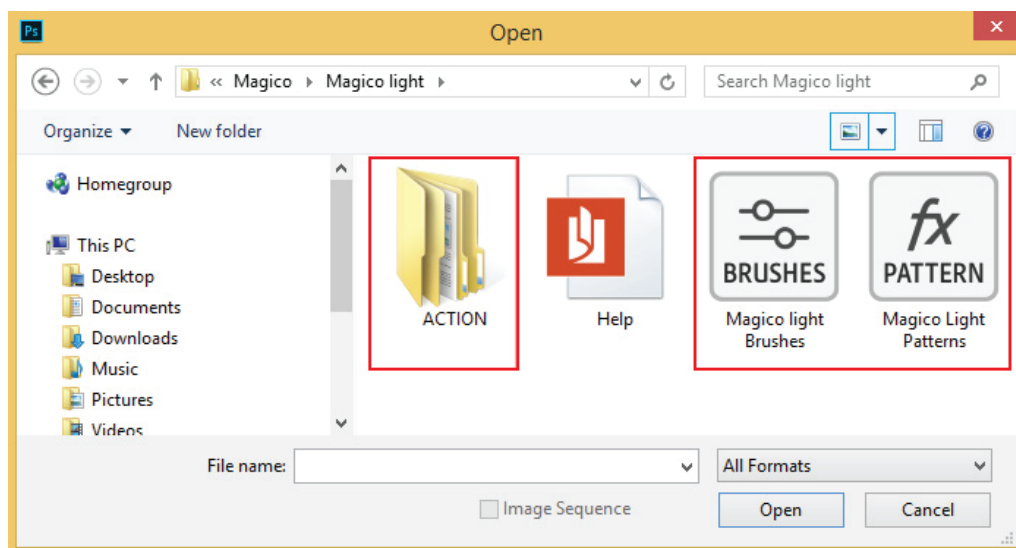 Ps
Open
« Magico Magico light
Search Magico light
Organize
New folder
?
Homegroup
This PC
Desktop
Documents
Downloads
Music
Pictures
Videos
ACTION
Help
BRUSHES
Magico light
Brushes
fx
PATTERN
Magico Light
Patterns
File name:
All Formats
Image Sequence
Open
Cancel